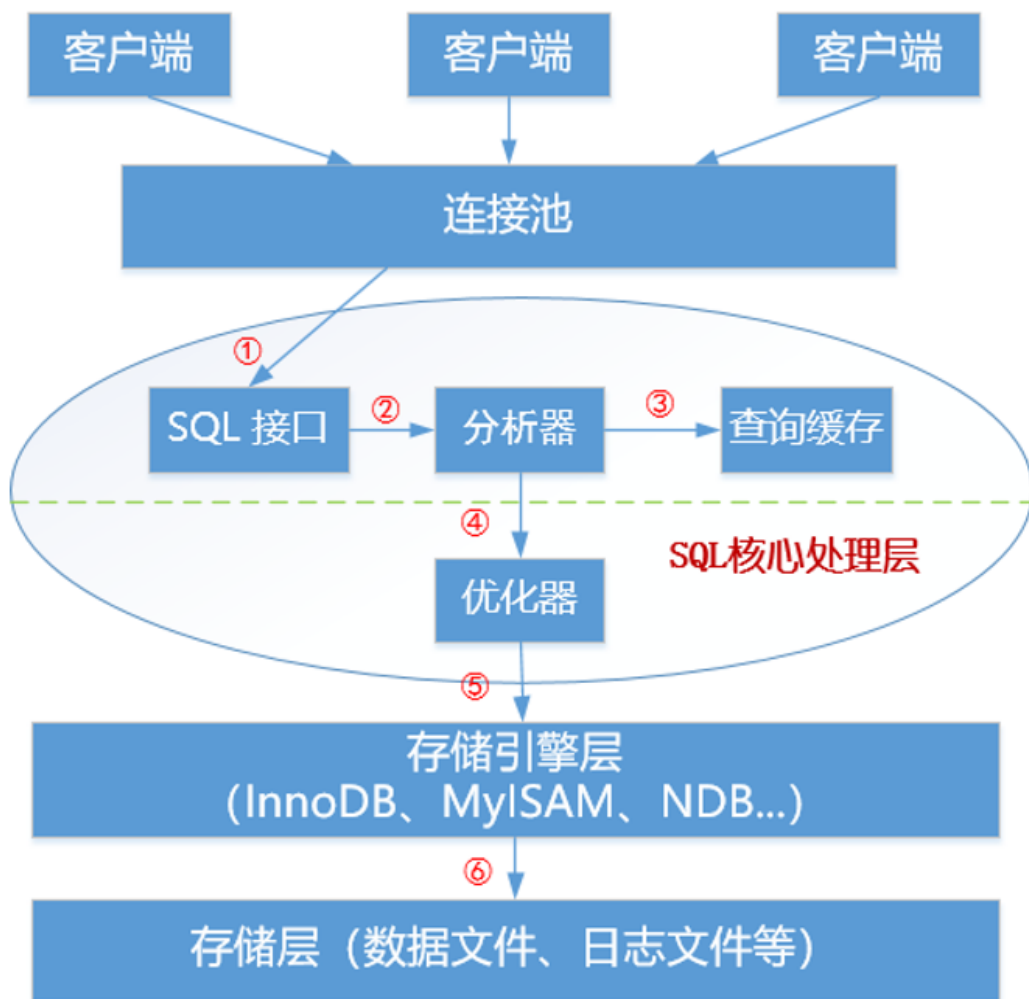 客户端
客户端
客户端
连接池
①
SQL 接口
②
分析器
③
查询缓存
④
SQL核心处理层
优化器
⑤
存储引擎层
（InnoDB、MyISAM、NDB...）
⑥
存储层（数据文件、日志文件等）